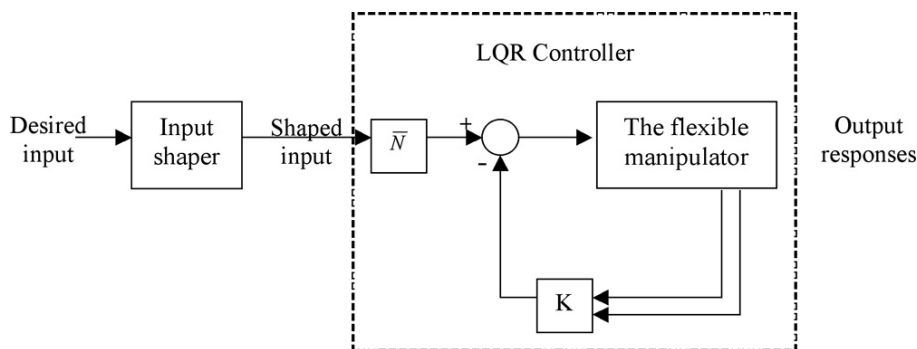 LQR Controller
Desired
input
Input
shaper
Shaped
input
N̅
+
-
The flexible
manipulator
Output
responses
K